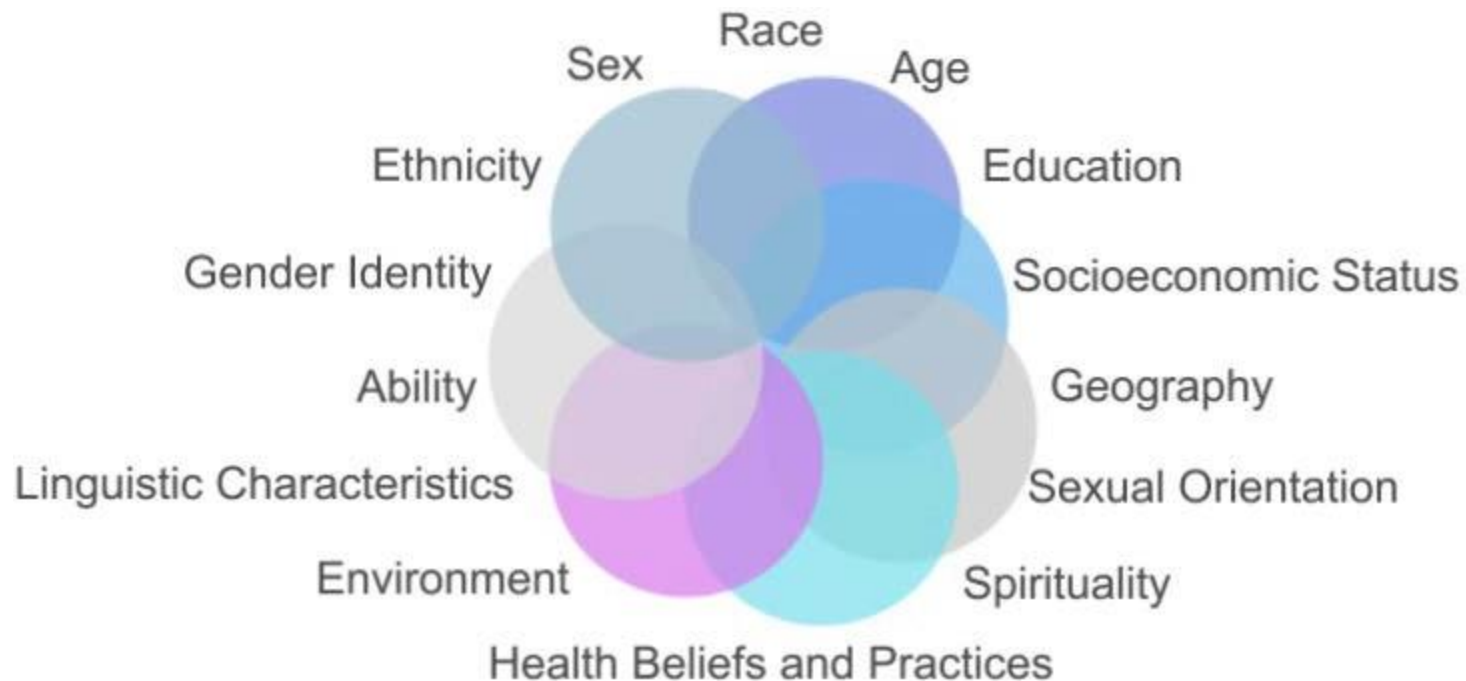 Race
Sex
Age
Ethnicity
Education
Gender Identity
Socioeconomic Status
Ability
Geography
Linguistic Characteristics
Sexual Orientation
Environment
Spirituality
Health Beliefs and Practices